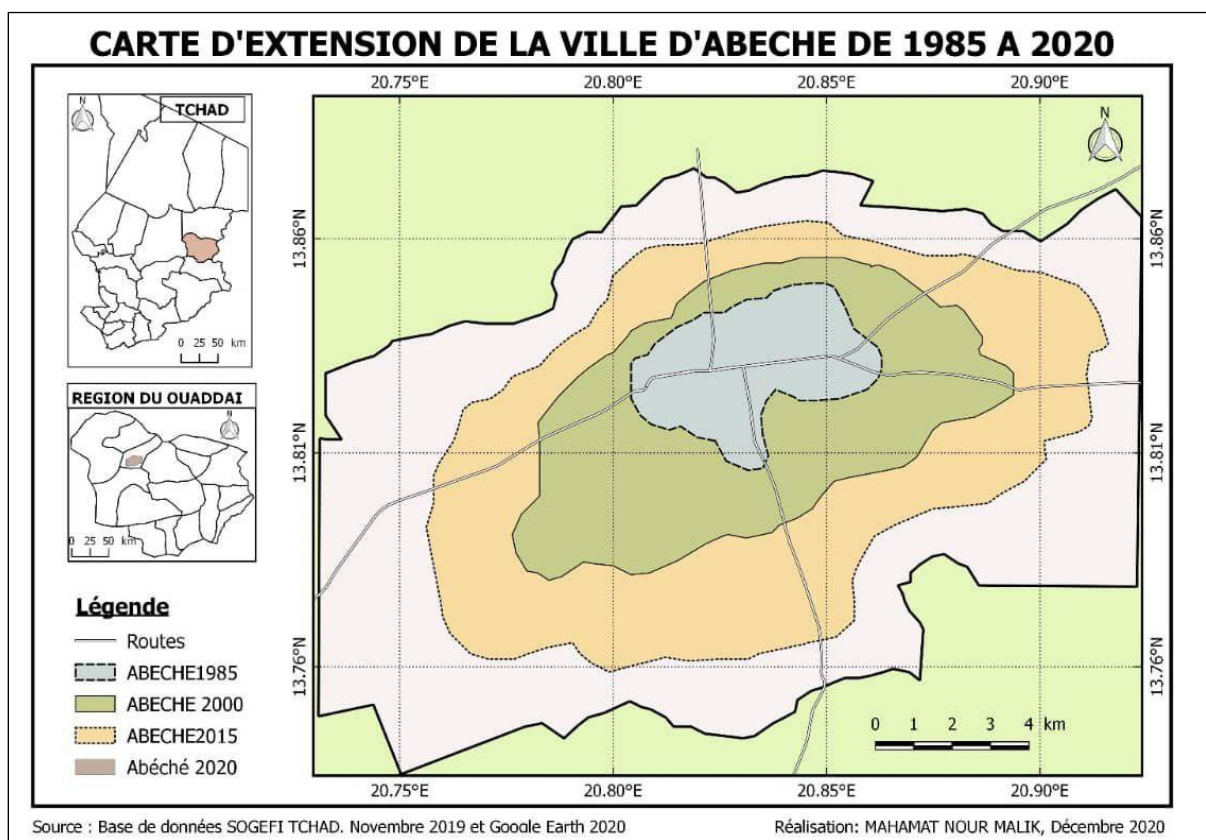 CARTE D'EXTENSION DE LA VILLE D'ABECHE DE 1985 A 2020
20.75°E 20.80°E 20.85°E 20.90°E
N
TCHAD
0 25 50 km
REGION DU OUADDAI
N
0 25 50 km
Légende
Routes
ABECHE1985
ABECHE 2000
ABECHE2015
Abéché 2020
N
13.86°N 13.86°N
13.81°N 13.81°N
13.76°N 13.76°N
0 1 2 3 4 km
20.75°E 20.80°E 20.85°E 20.90°E
Source : Base de données SOGEFI TCHAD. Novembre 2019 et Gooale Earth 2020
Réalisation: MAHAMAT NOUR MALIK, Décembre 2020